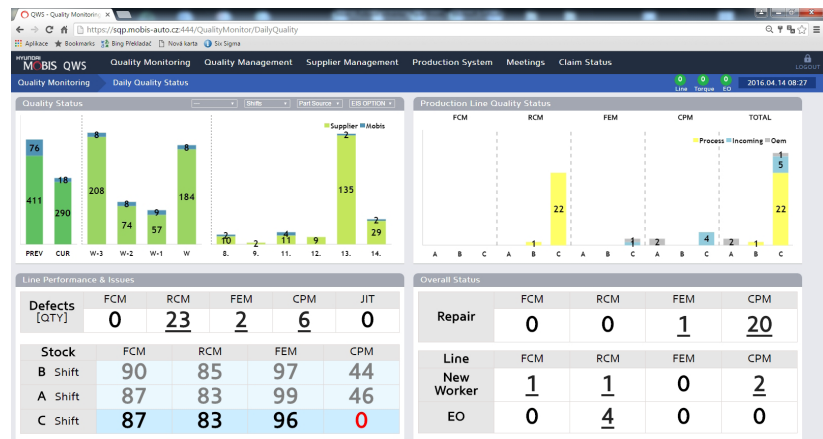 QWS - Quality Monitoring
https://sqp.mobis-auto.cz:444/QualityMonitor/DailyQuality
Aplikace Bookmarks Bing Překladač Nová karta Six Sigma
HYUNDAI
MOBIS QWS Quality Monitoring Quality Management Supplier Management Production System Meetings Claim Status LOGOUT
Quality Monitoring Daily Quality Status 0 0 0 2016.04.14 08:27
Line Torque EO
Quality Status --- Shifts Part Source EIS OPTION
Supplier Mobis
76 18 8 8 9 8 2 4 2 2
411 290 208 74 57 184 10 2 11 9 135 29
PREV CUR W-3 W-2 W-1 W 8. 9. 11. 12. 13. 14.
Production Line Quality Status
FCM RCM FEM CPM TOTAL
Process Incoming Oem
1
5
22 22
1 1 2 4 2 1
A B C A B C A B C A B C A B C
Line Performance & Issues
Defects FCM RCM FEM CPM JIT
[QTY] 0 23 2 6 0
Stock FCM RCM FEM CPM
B Shift 90 85 97 44
A Shift 87 83 99 46
C Shift 87 83 96 0
Overall Status
FCM RCM FEM CPM
Repair 0 0 1 20
Line FCM RCM FEM CPM
New Worker 1 1 0 2
EO 0 4 0 0